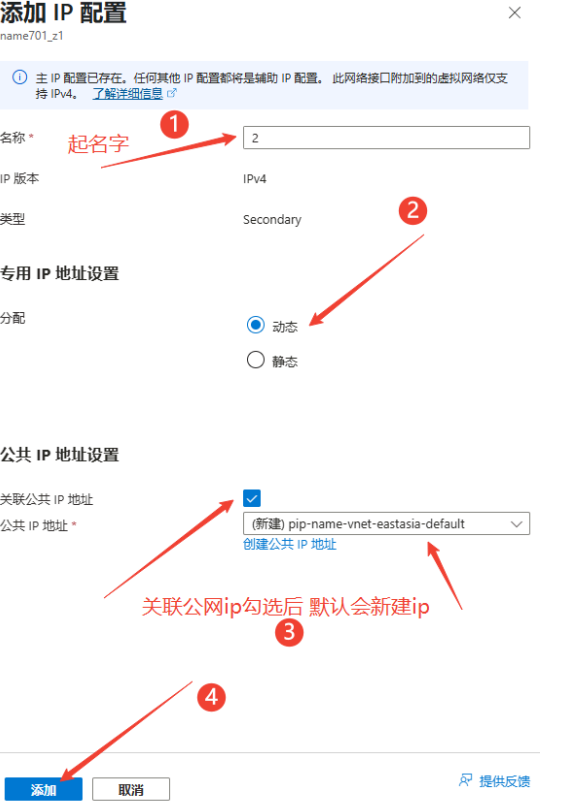 添加 IP 配置
name701_z1
主 IP 配置已存在。任何其他 IP 配置都将是辅助 IP 配置。 此网络接口附加到的虚拟网络仅支
持 IPv4。 了解详细信息
1
名称 *
起名字
2
IP 版本
IPv4
2
类型
Secondary
专用 IP 地址设置
分配
动态
静态
公共 IP 地址设置
关联公共 IP 地址
公共 IP 地址 *
(新建) pip-name-vnet-eastasia-default
创建公共 IP 地址
关联公网ip勾选后 默认会新建ip
3
4
添加
取消
提供反馈